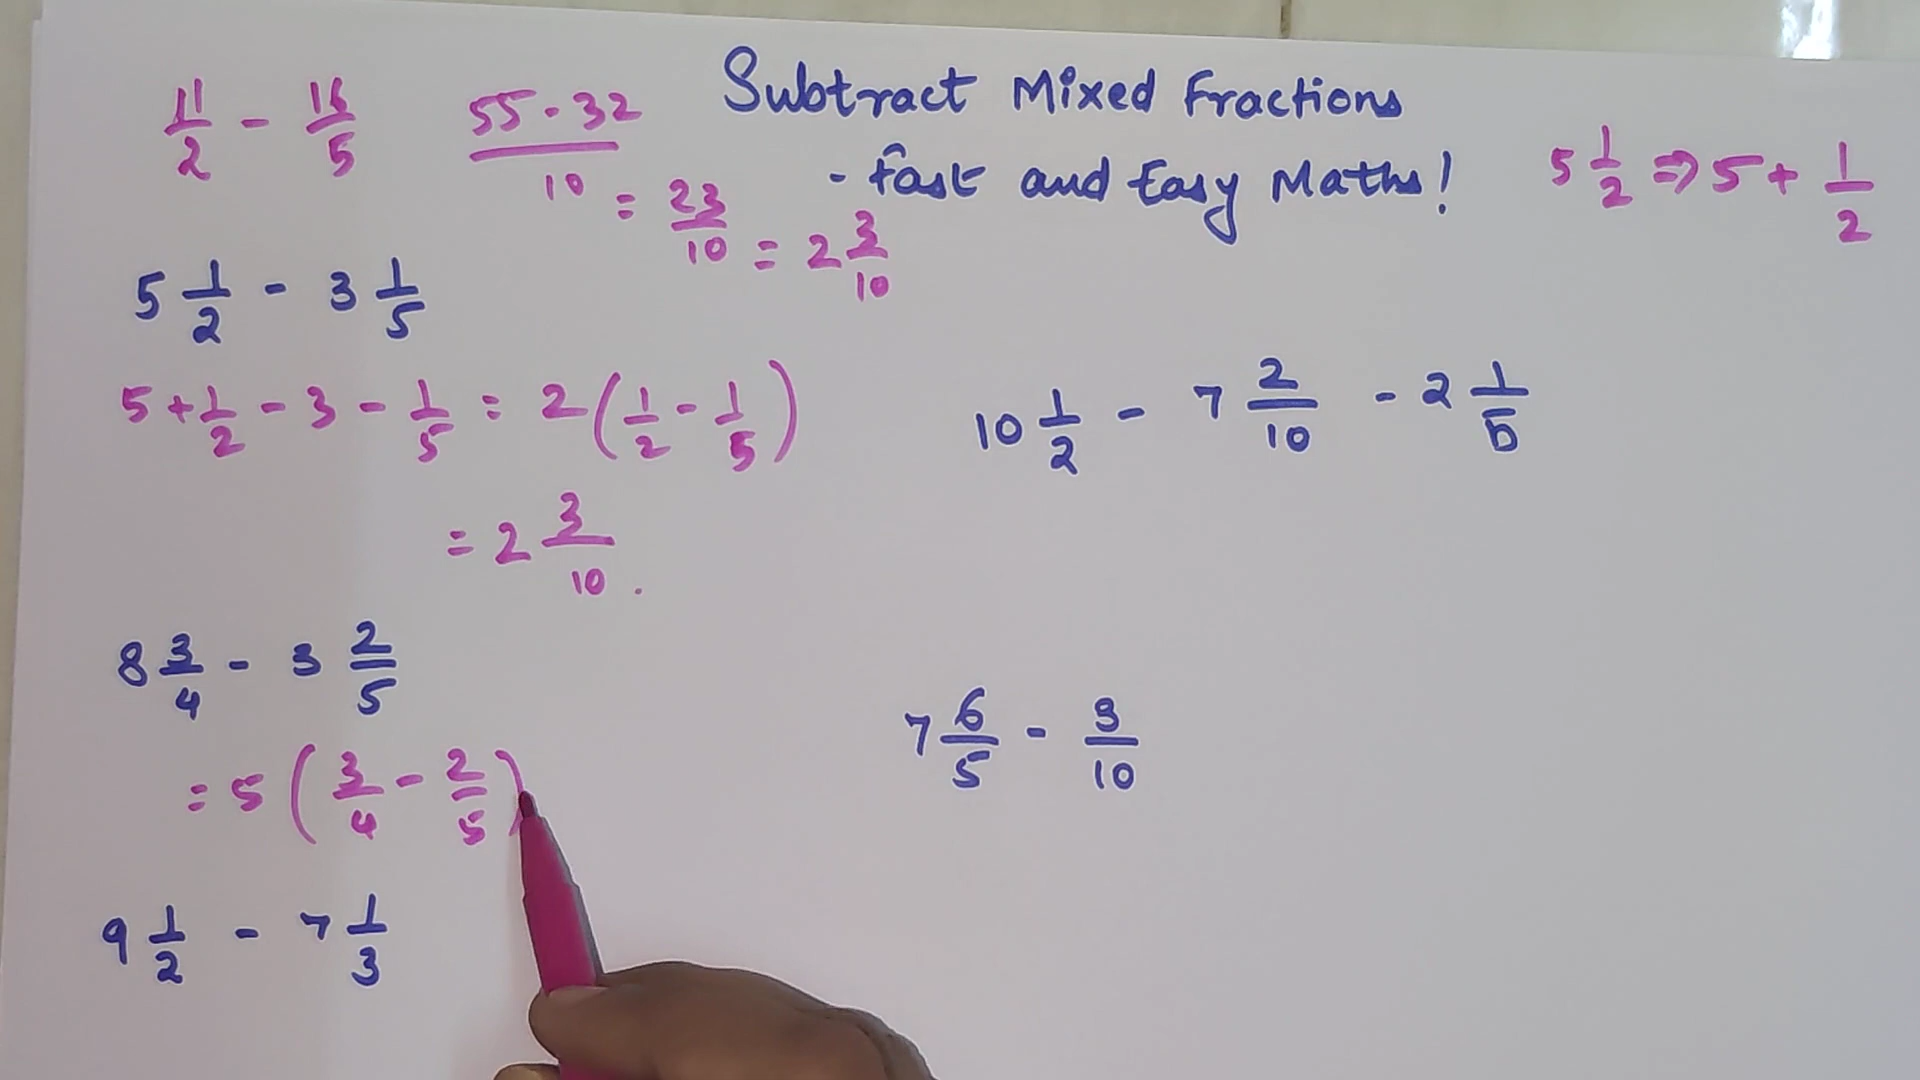 Subtract Mixed Fractions
- Fast and Easy Maths!
11/2 - 16/5
55 - 32/10 = 23/10 = 2 3/10
5 1/2 ⇒ 5 + 1/2
5 1/2 - 3 1/5
5 + 1/2 - 3 - 1/5 = 2 (1/2 - 1/5)
= 2 3/10.
8 3/4 - 3 2/5
= 5 (3/4 - 2/5)
9 1/2 - 7 1/3
10 1/2 - 7 2/10 - 2 1/5
7 6/5 - 3/10